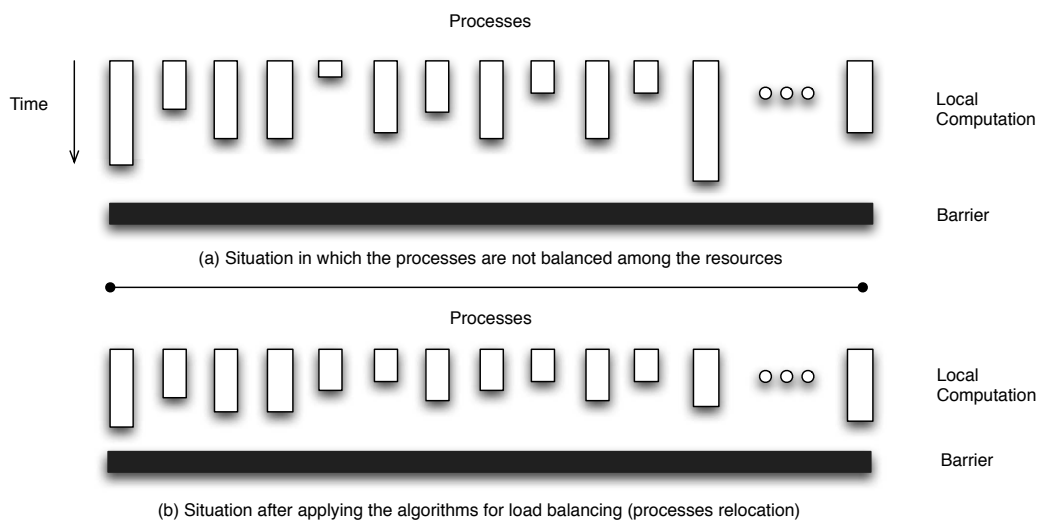 Processes
Time
Local
Computation
Barrier
(a) Situation in which the processes are not balanced among the resources
Processes
Local
Computation
Barrier
(b) Situation after applying the algorithms for load balancing (processes relocation)